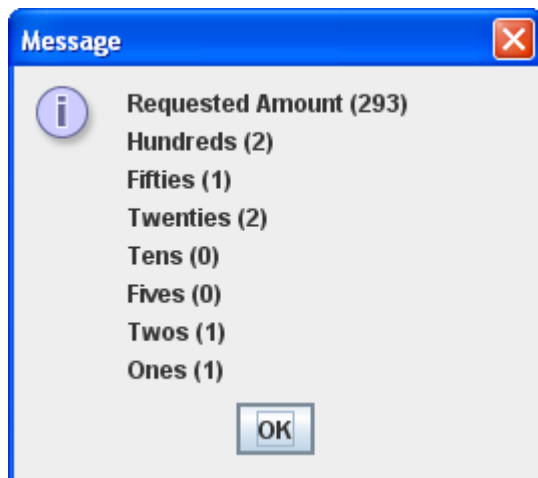 Message
Requested Amount (293)
Hundreds (2)
Fifties (1)
Twenties (2)
Tens (0)
Fives (0)
Twos (1)
Ones (1)
OK